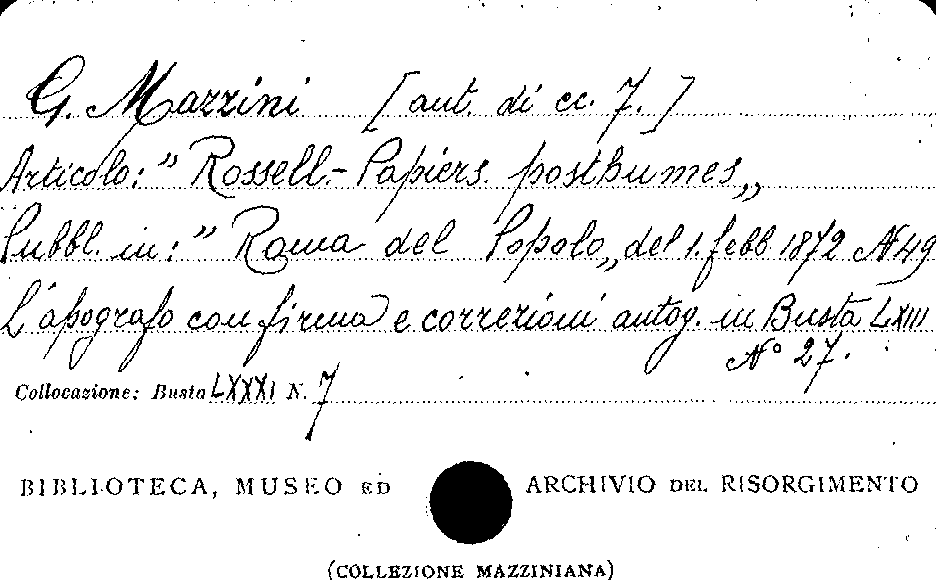 G. Mazzini [aut. di cc. 7.]
Articolo: " Rossell.- Papiers posthumes„
Pubbl. in: " Roma del Popolo„ del 1. febb 1872 N 49
L'apografo con firma e correzioni autog. in Busta LXIII
N° 27.
Collocazione: Busta LXXXI N. 7
BIBLIOTECA, MUSEO ED ARCHIVIO DEL RISORGIMENTO
(COLLEZIONE MAZZINIANA)